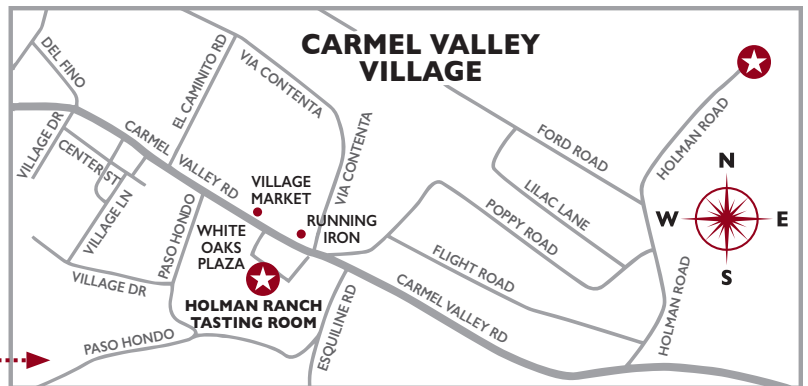 CARMEL VALLEY
VILLAGE
DEL FINO
EL CAMINITO RD
VIA CONTENTA
VILLAGE DR
CENTER ST
CARMEL VALLEY RD
VIA CONTENTA
FORD ROAD
HOLMAN ROAD
LILAC LANE
N
W
E
S
VILLAGE
MARKET
RUNNING
IRON
POPPY ROAD
VILLAGE LN
PASO HONDO
WHITE
OAKS
PLAZA
FLIGHT ROAD
VILLAGE DR
HOLMAN RANCH
TASTING ROOM
ESQUILINE RD
CARMEL VALLEY RD
HOLMAN ROAD
PASO HONDO